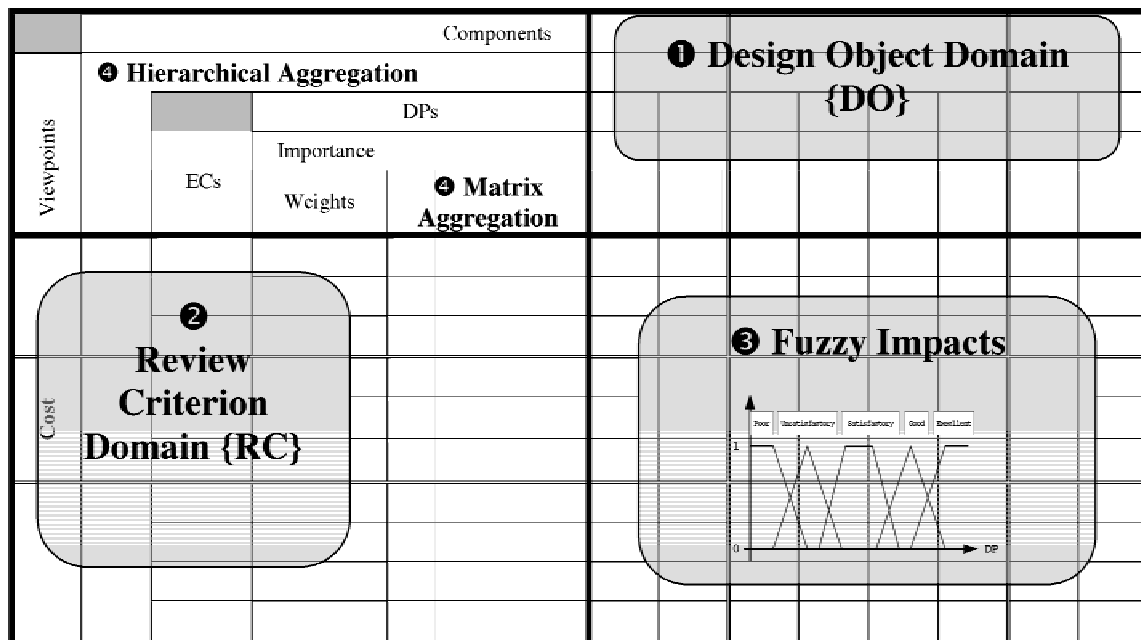 Components
❶ Design Object Domain
{DO}
❹ Hierarchical Aggregation
DPs
Viewpoints
Importance
ECs
Weights
❹ Matrix
Aggregation
❷
Review
Criterion
Domain {RC}
Cost
❸ Fuzzy Impacts
Poor
Unsatisfactory
Satisfactory
Good
Excellent
1
0
DP